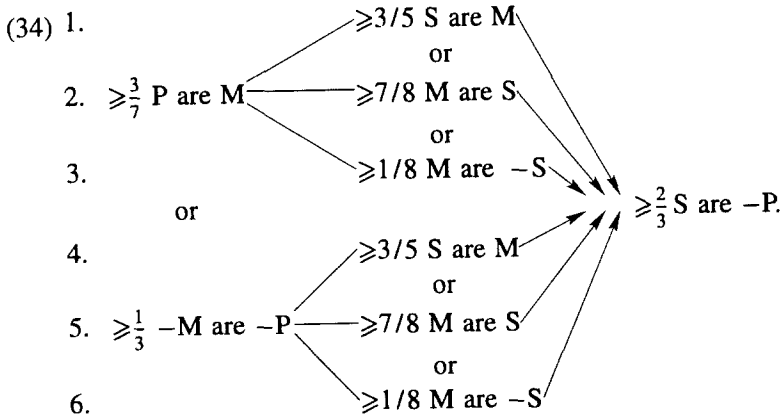 (34) 1. ⩾3/5 S are M
or
2. ⩾3/7 P are M ⩾7/8 M are S
or
3. ⩾1/8 M are −S
⩾2/3 S are −P.
or
4. ⩾3/5 S are M
or
5. ⩾1/3 −M are −P ⩾7/8 M are S
or
6. ⩾1/8 M are −S